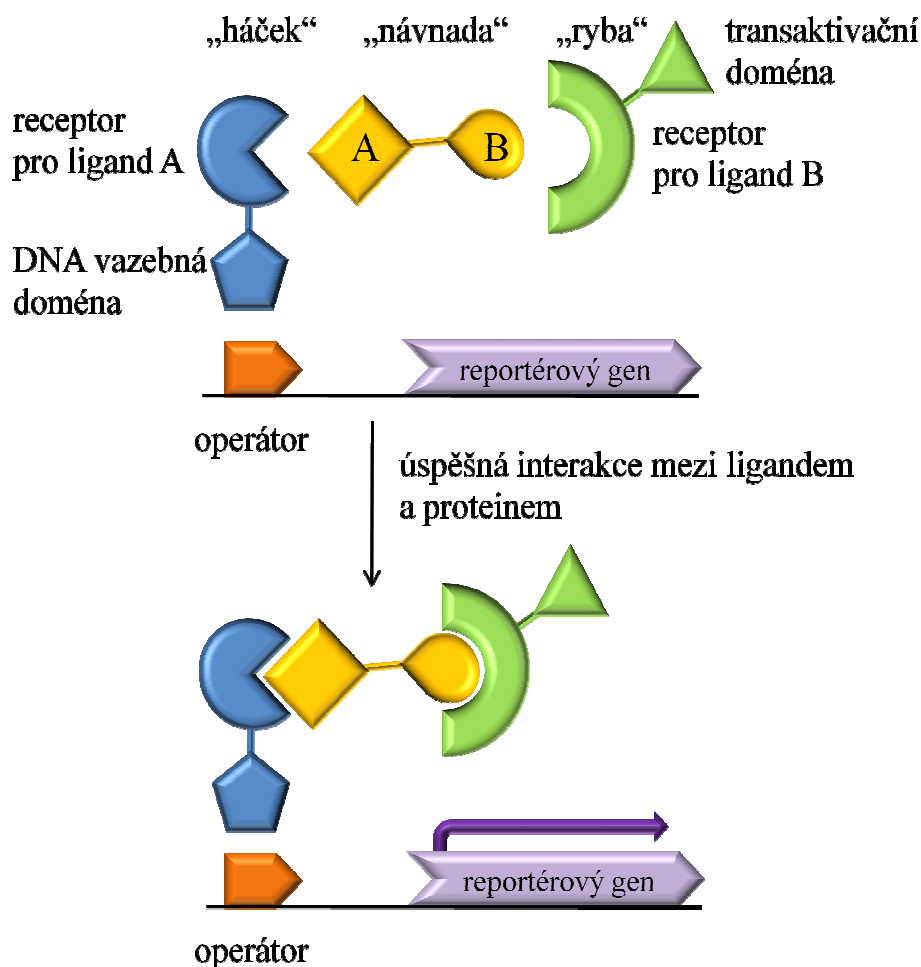 „háček“
„návnada“
„ryba“
transaktivační
doména
receptor
pro ligand A
A
B
receptor
pro ligand B
DNA vazebná
doména
reportérový gen
operátor
úspěšná interakce mezi ligandem
a proteinem
reportérový gen
operátor